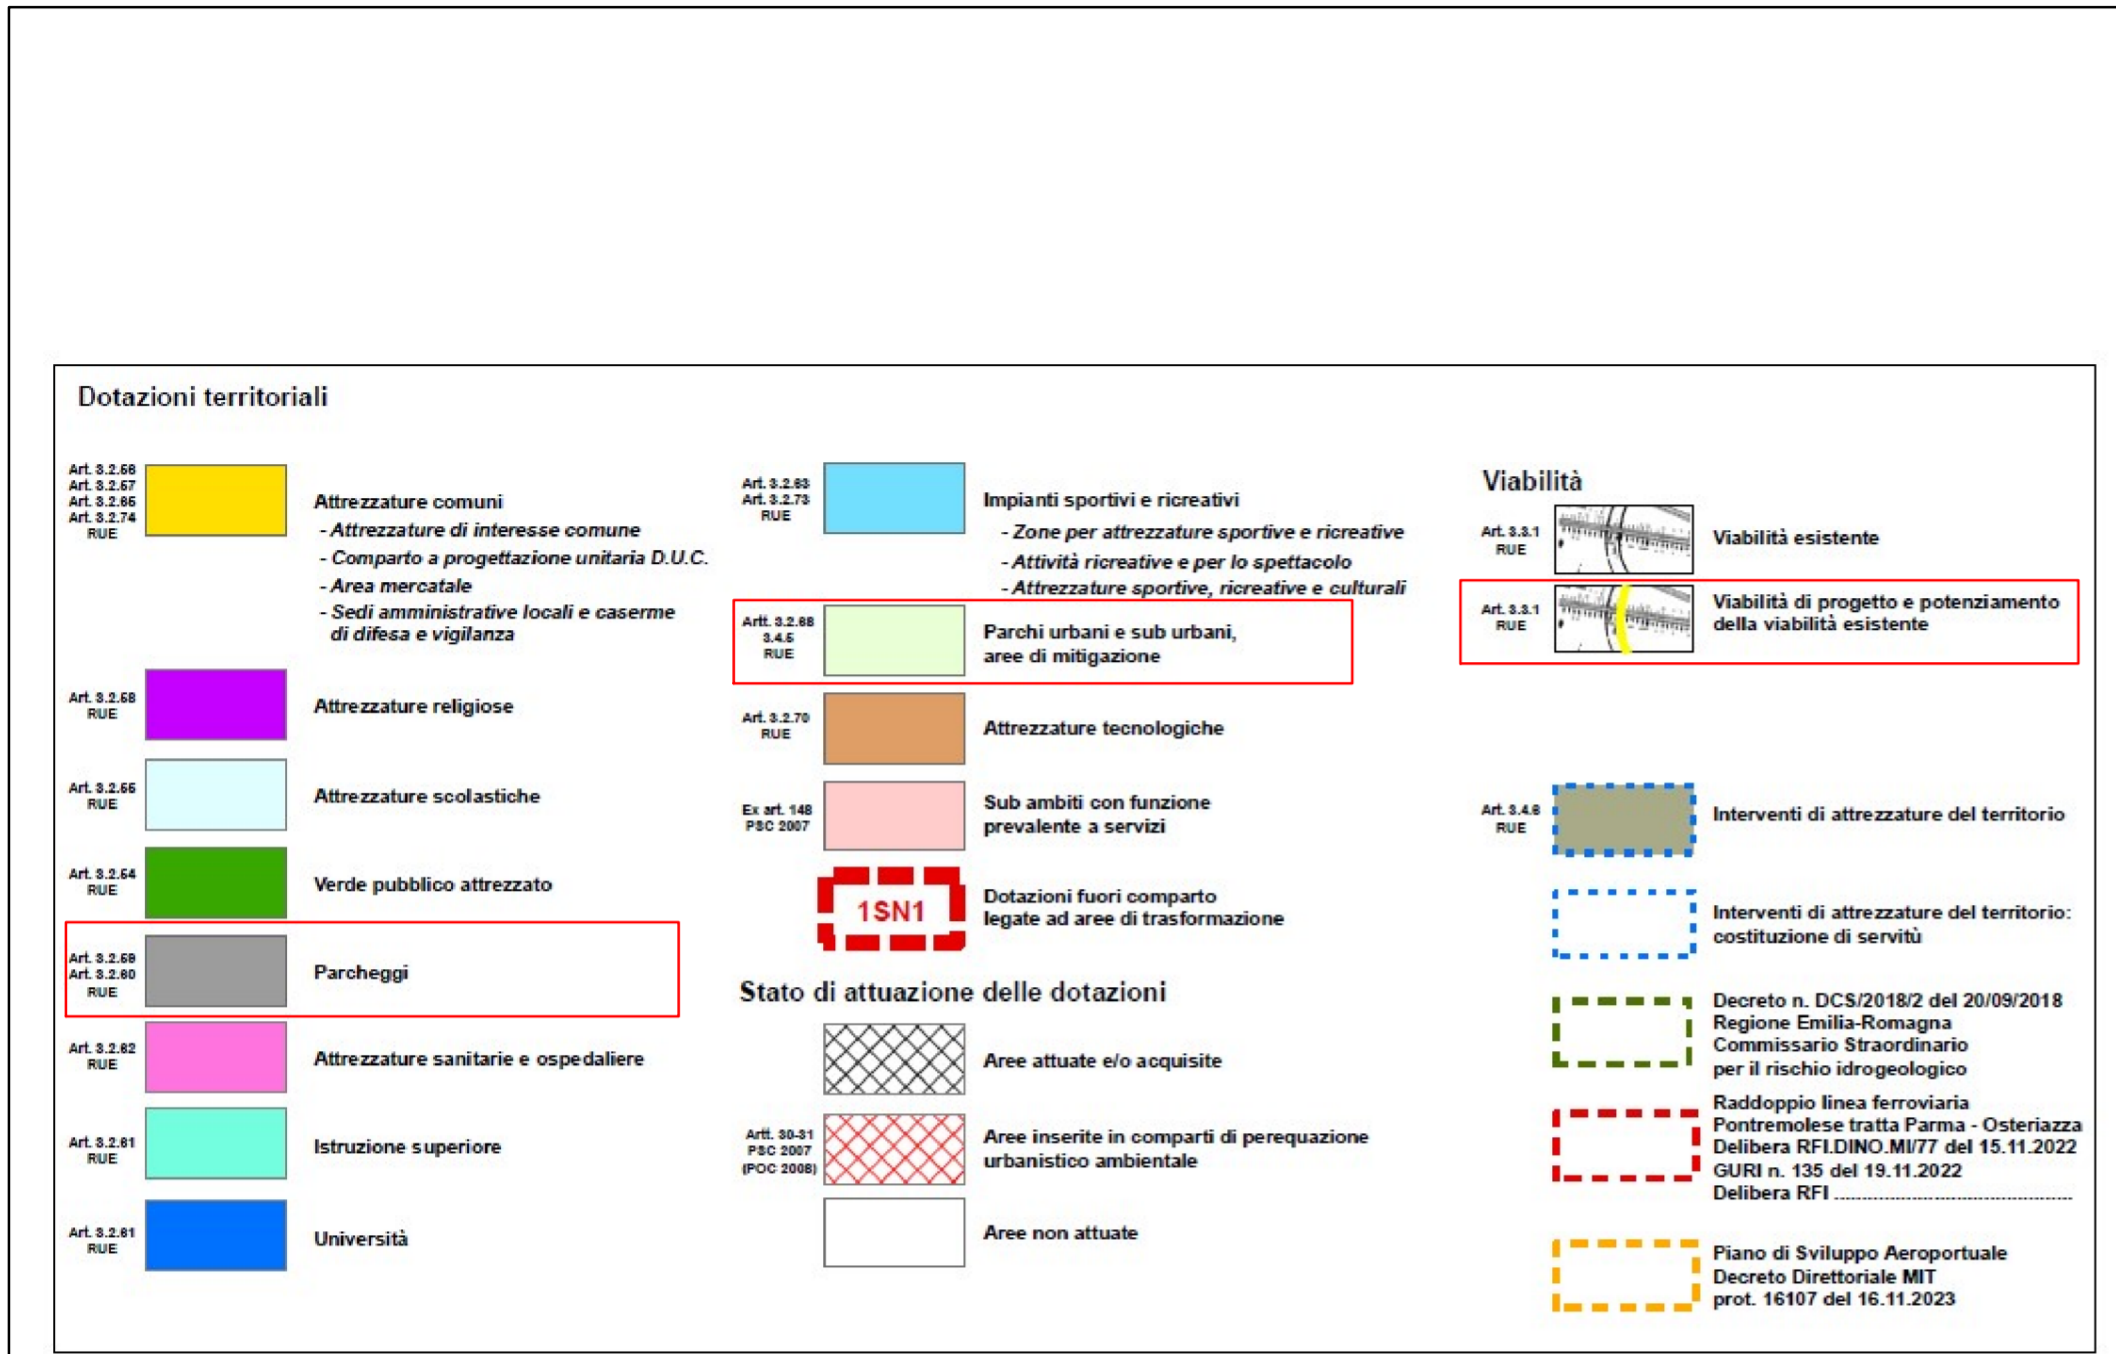 Dotazioni territoriali
Art. 3.2.56
Art. 3.2.57
Art. 3.2.65
Art. 3.2.74
RUE
Attrezzature comuni
- Attrezzature di interesse comune
- Comparto a progettazione unitaria D.U.C.
- Area mercatale
- Sedi amministrative locali e caserme
di difesa e vigilanza
Art. 3.2.58
RUE
Attrezzature religiose
Art. 3.2.55
RUE
Attrezzature scolastiche
Art. 3.2.54
RUE
Verde pubblico attrezzato
Art. 3.2.59
Art. 3.2.60
RUE
Parcheggi
Art. 3.2.62
RUE
Attrezzature sanitarie e ospedaliere
Art. 3.2.61
RUE
Istruzione superiore
Art. 3.2.61
RUE
Università
Art. 3.2.63
Art. 3.2.73
RUE
Impianti sportivi e ricreativi
- Zone per attrezzature sportive e ricreative
- Attività ricreative e per lo spettacolo
- Attrezzature sportive, ricreative e culturali
Artt. 3.2.68
3.4.5
RUE
Parchi urbani e sub urbani,
aree di mitigazione
Art. 3.2.70
RUE
Attrezzature tecnologiche
Ex art. 148
PSC 2007
Sub ambiti con funzione
prevalente a servizi
1SN1
Dotazioni fuori comparto
legate ad aree di trasformazione
Stato di attuazione delle dotazioni
Aree attuate e/o acquisite
Artt. 30-31
PSC 2007
(POC 2008)
Aree inserite in comparti di perequazione
urbanistico ambientale
Aree non attuate
Viabilità
Art. 3.3.1
RUE
Viabilità esistente
Art. 3.3.1
RUE
Viabilità di progetto e potenziamento
della viabilità esistente
Art. 3.4.6
RUE
Interventi di attrezzature del territorio
Interventi di attrezzature del territorio:
costituzione di servitù
Decreto n. DCS/2018/2 del 20/09/2018
Regione Emilia-Romagna
Commissario Straordinario
per il rischio idrogeologico
Raddoppio linea ferroviaria
Pontremolese tratta Parma - Osteriazza
Delibera RFI.DINO.MI/77 del 15.11.2022
GURI n. 135 del 19.11.2022
Delibera RFI ..............................................
Piano di Sviluppo Aeroportuale
Decreto Direttoriale MIT
prot. 16107 del 16.11.2023